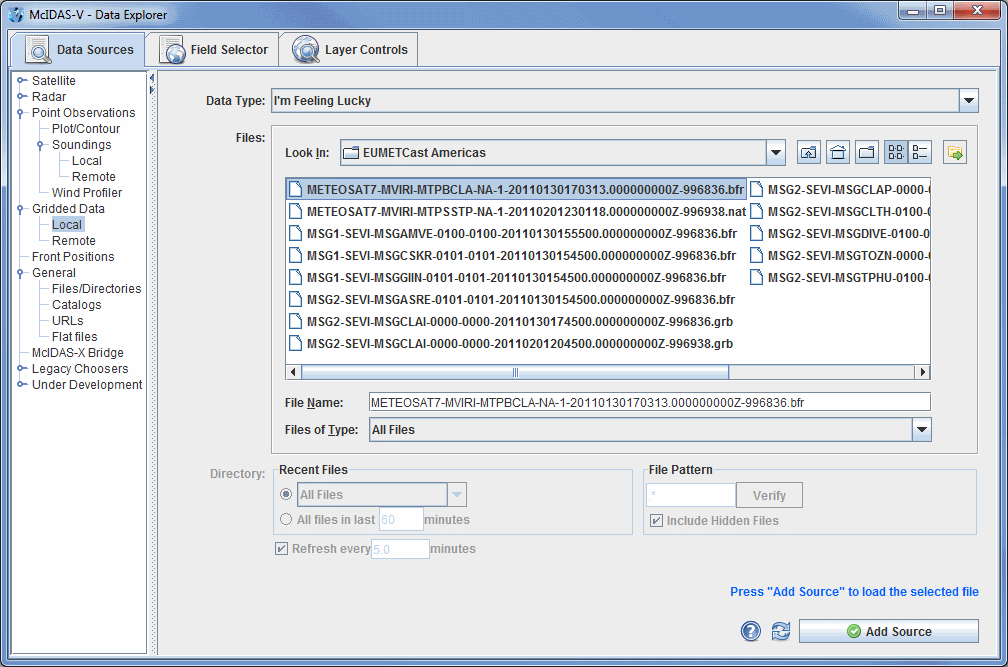 McIDAS-V - Data Explorer
Data Sources
Field Selector
Layer Controls
Satellite
Radar
Point Observations
Plot/Contour
Soundings
Local
Remote
Wind Profiler
Gridded Data
Local
Remote
Front Positions
General
Files/Directories
Catalogs
URLs
Flat files
McIDAS-X Bridge
Legacy Choosers
Under Development
Data Type: I'm Feeling Lucky
Files:
Look In: EUMETCast Americas
METEOSAT7-MVIRI-MTPBCLA-NA-1-20110130170313.000000000Z-996836.bfr
METEOSAT7-MVIRI-MTPSSTP-NA-1-20110201230118.000000000Z-996938.nat
MSG1-SEVI-MSGAMVE-0100-0100-20110130155500.000000000Z-996836.bfr
MSG1-SEVI-MSGCSKR-0101-0101-20110130154500.000000000Z-996836.bfr
MSG1-SEVI-MSGGIIN-0101-0101-20110130154500.000000000Z-996836.bfr
MSG2-SEVI-MSGASRE-0101-0101-20110130154500.000000000Z-996836.bfr
MSG2-SEVI-MSGCLAI-0000-0000-20110130174500.000000000Z-996836.grb
MSG2-SEVI-MSGCLAI-0000-0000-20110201204500.000000000Z-996938.grb
MSG2-SEVI-MSGCLAP-0000-
MSG2-SEVI-MSGCLTH-0100-
MSG2-SEVI-MSGDIVE-0100-
MSG2-SEVI-MSGTOZN-0100-
MSG2-SEVI-MSGTPHU-0100-
File Name: METEOSAT7-MVIRI-MTPBCLA-NA-1-20110130170313.000000000Z-996836.bfr
Files of Type: All Files
Directory:
Recent Files
All Files
All files in last 60 minutes
Refresh every 5.0 minutes
File Pattern
.*
Verify
Include Hidden Files
Press "Add Source" to load the selected file
Add Source